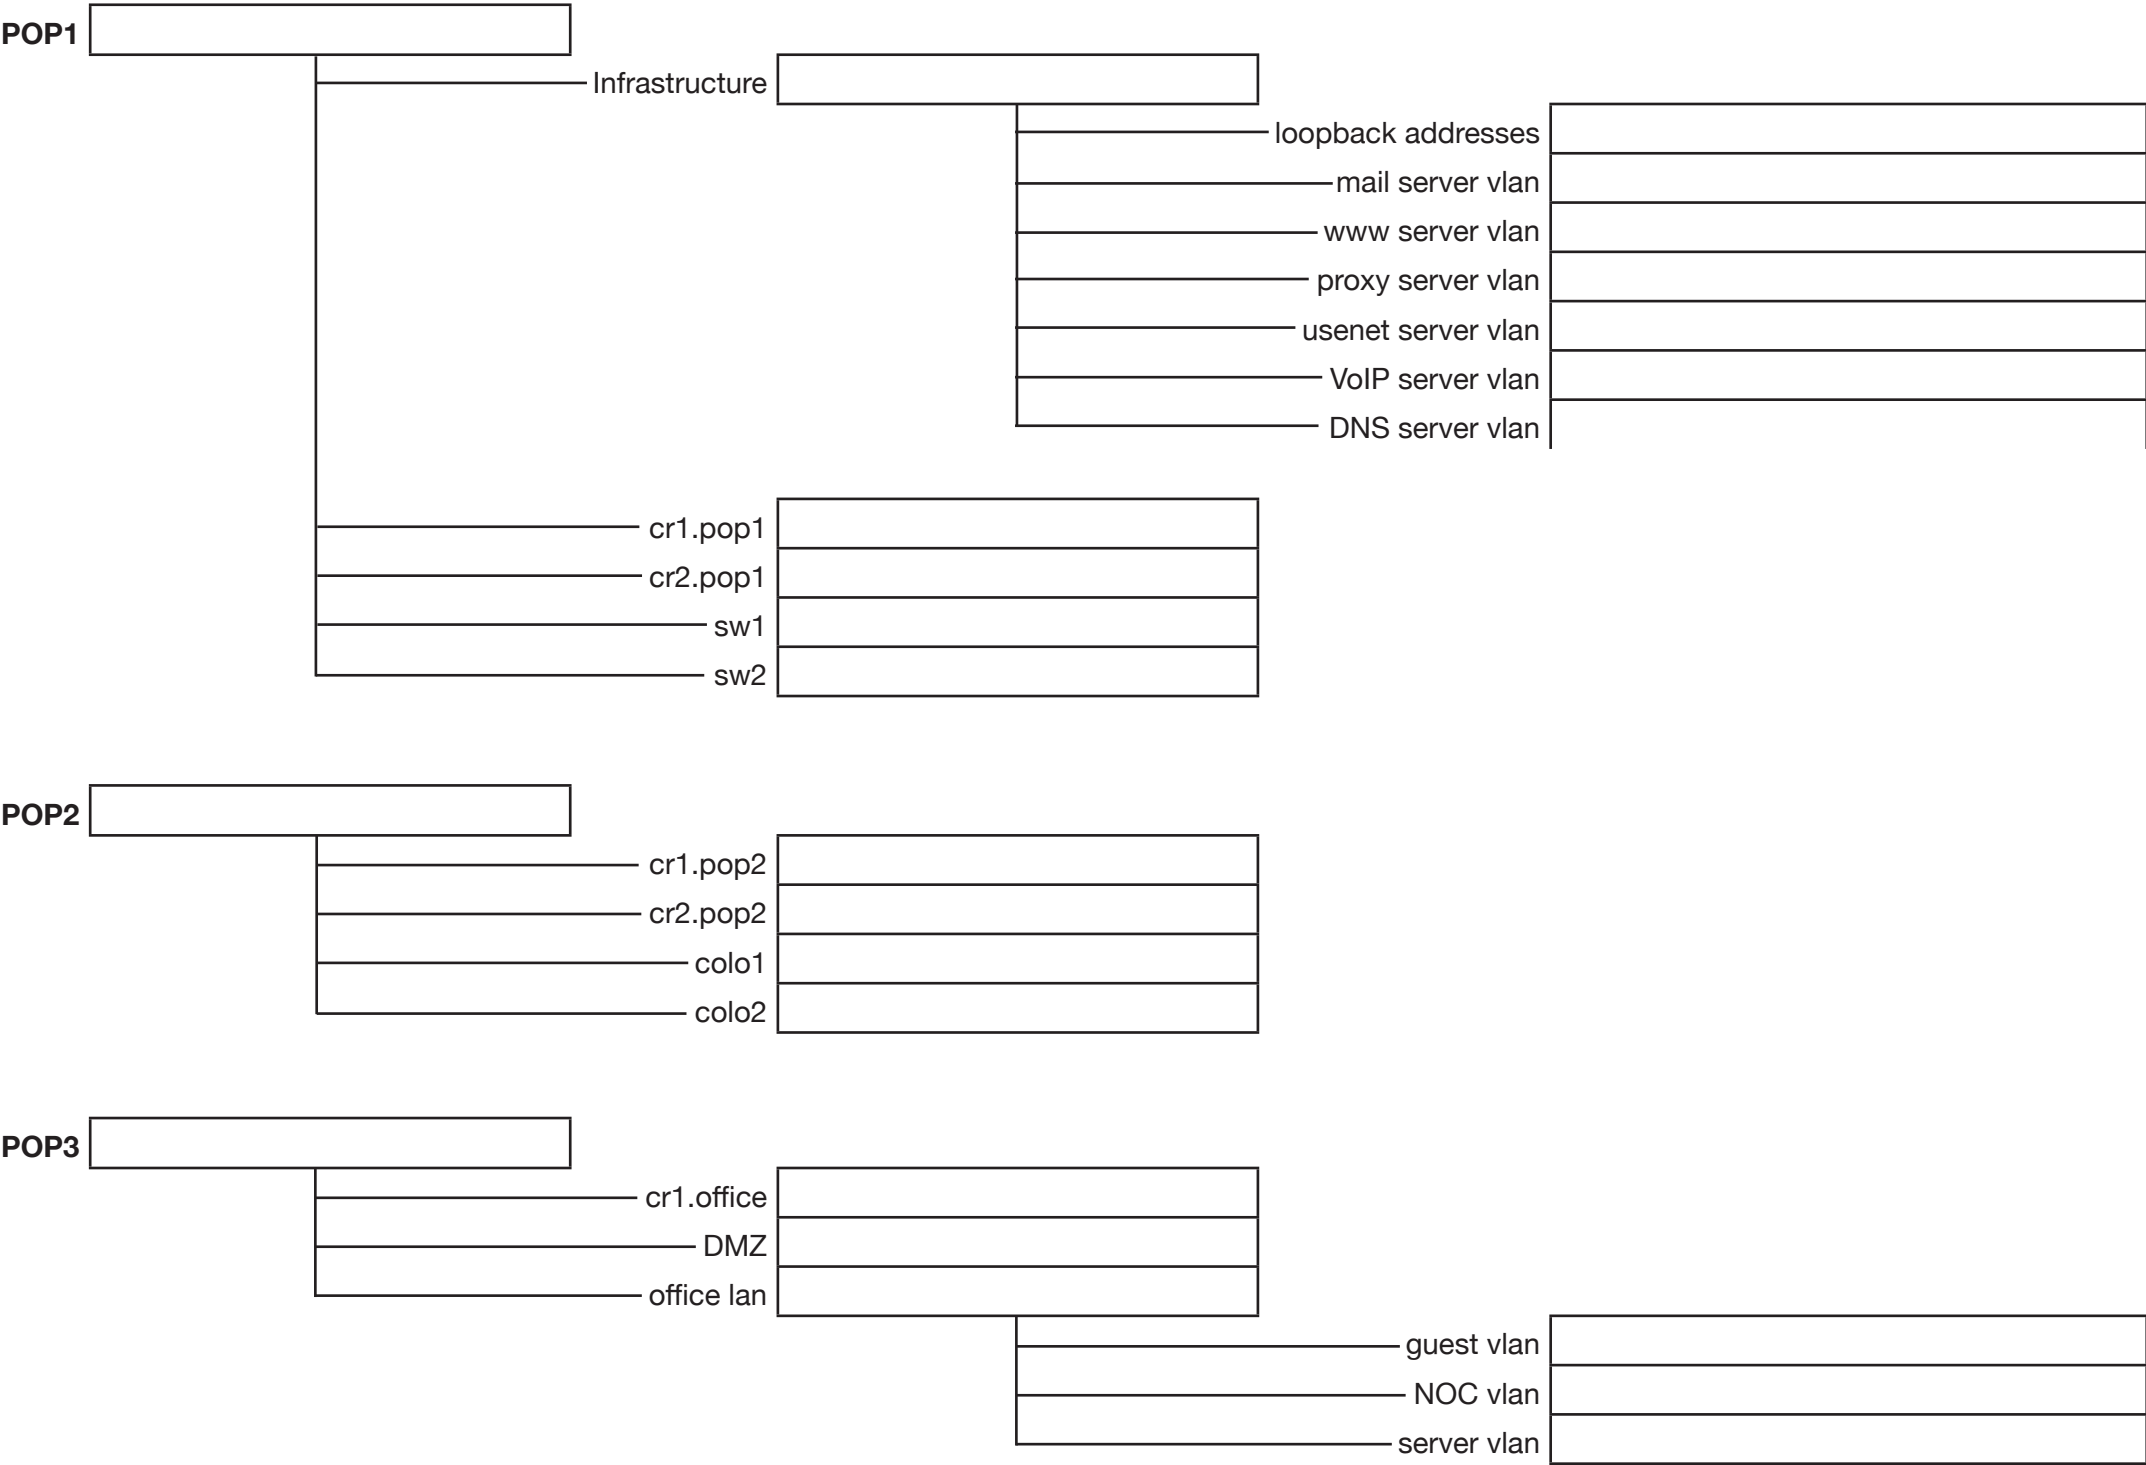 POP1
Infrastructure
loopback addresses
mail server vlan
www server vlan
proxy server vlan
usenet server vlan
VoIP server vlan
DNS server vlan
cr1.pop1
cr2.pop1
sw1
sw2
POP2
cr1.pop2
cr2.pop2
colo1
colo2
POP3
cr1.office
DMZ
office lan
guest vlan
NOC vlan
server vlan